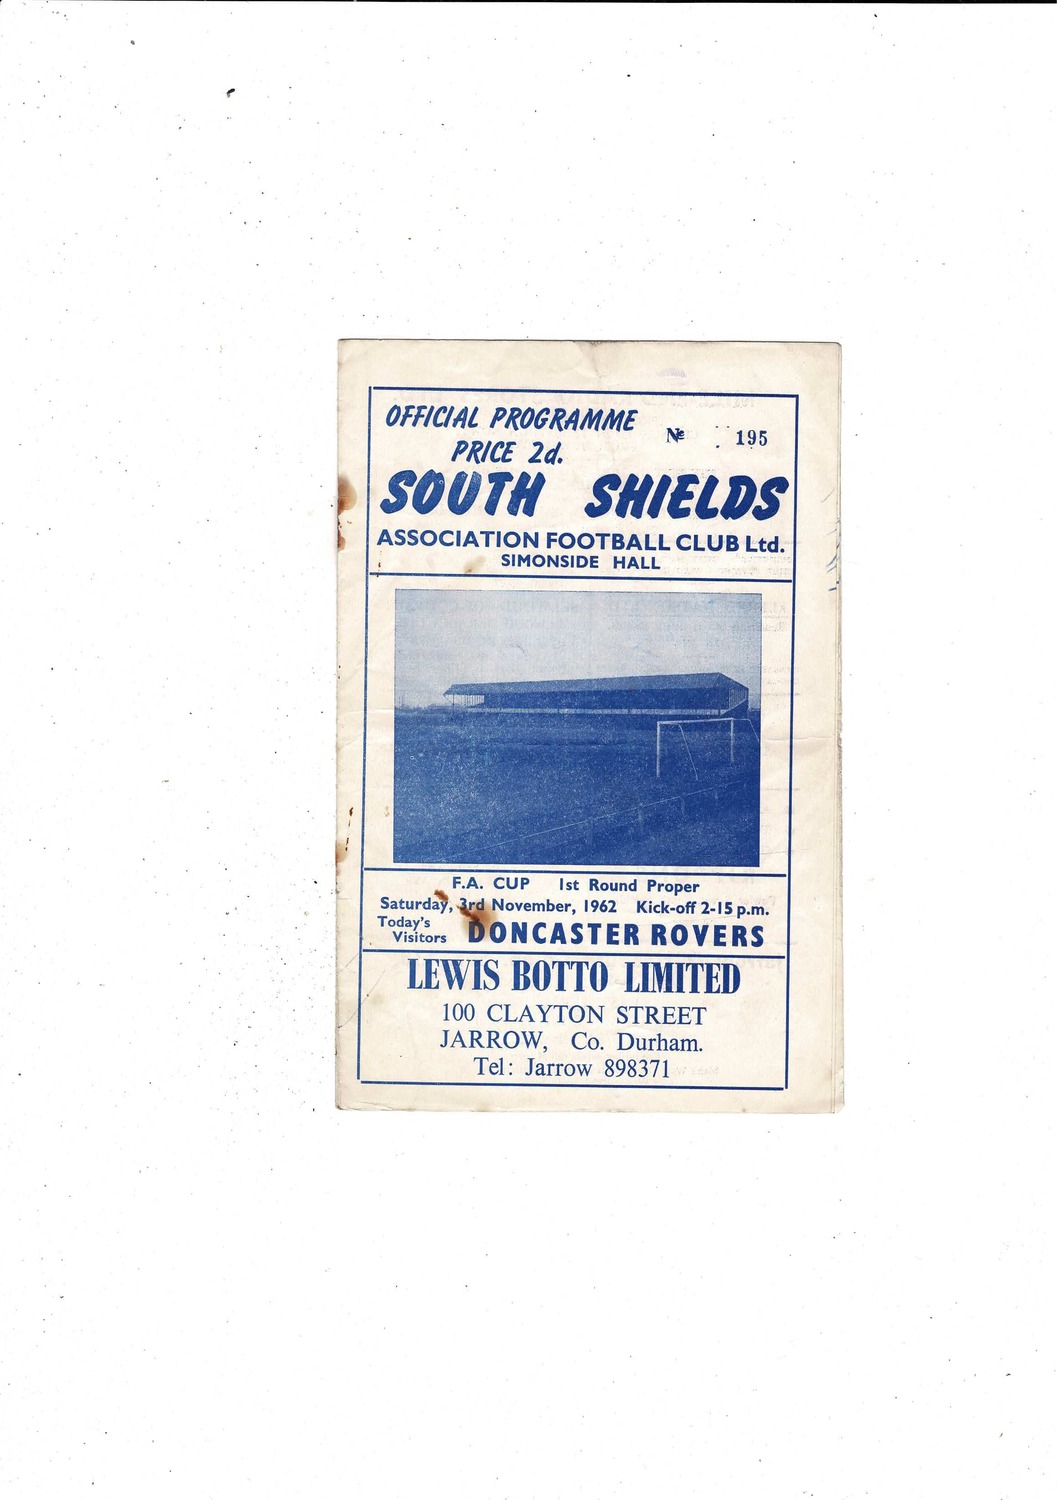 OFFICIAL PROGRAMME
No 195
PRICE 2d.
SOUTH SHIELDS
ASSOCIATION FOOTBALL CLUB Ltd.
SIMONSIDE HALL
F.A. CUP 1st Round Proper
Saturday, 3rd November, 1962 Kick-off 2-15 p.m.
Today's
Visitors DONCASTER ROVERS
LEWIS BOTTO LIMITED
100 CLAYTON STREET
JARROW, Co. Durham.
Tel: Jarrow 898371